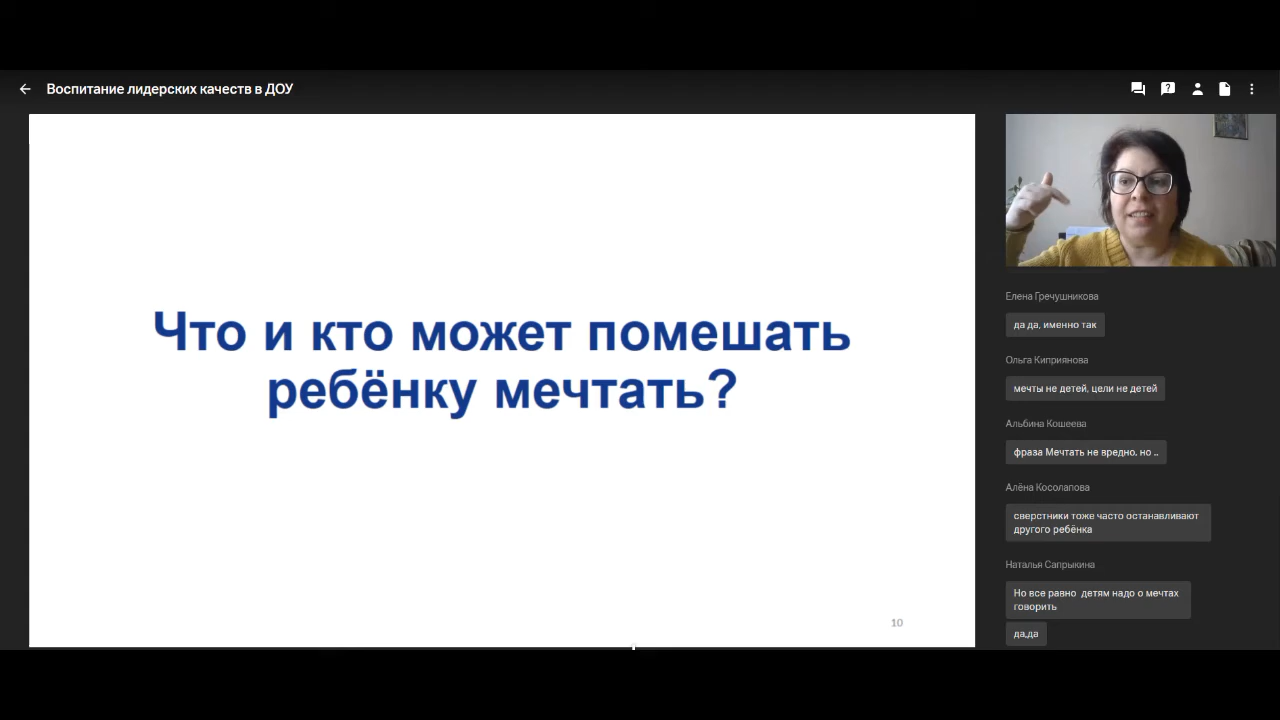 Воспитание лидерских качеств в ДОУ
Что и кто может помешать
ребёнку мечтать?
10
Елена Гречушникова
да да, именно так
Ольга Киприянова
мечты не детей, цели не детей
Альбина Кошеева
фраза Мечтать не вредно, но ..
Алёна Косолапова
сверстники тоже часто останавливают
другого ребёнка
Наталья Сапрыкина
Но все равно детям надо о мечтах
говорить
да,да